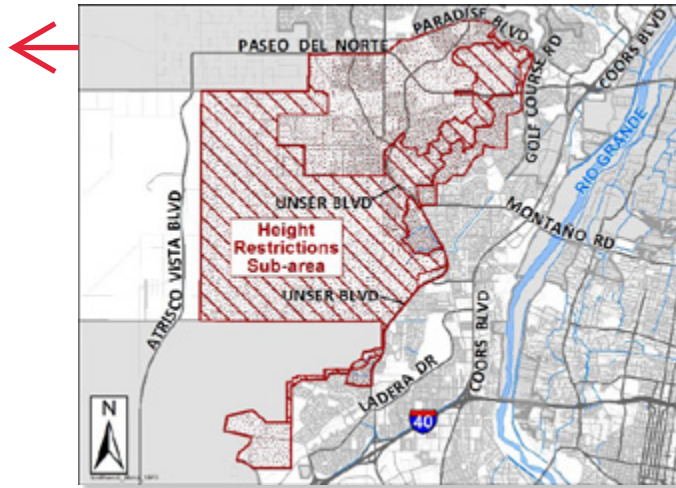 PARADISE BLVD
PASEO DEL NORTE
GOLF COURSE RD
COORS BLVD
RIO GRANDE
UNSER BLVD
MONTAÑO RD
Height
Restrictions
Sub-area
ATRISCO VISTA BLVD
UNSER BLVD
COORS BLVD
LADERA DR
N
40